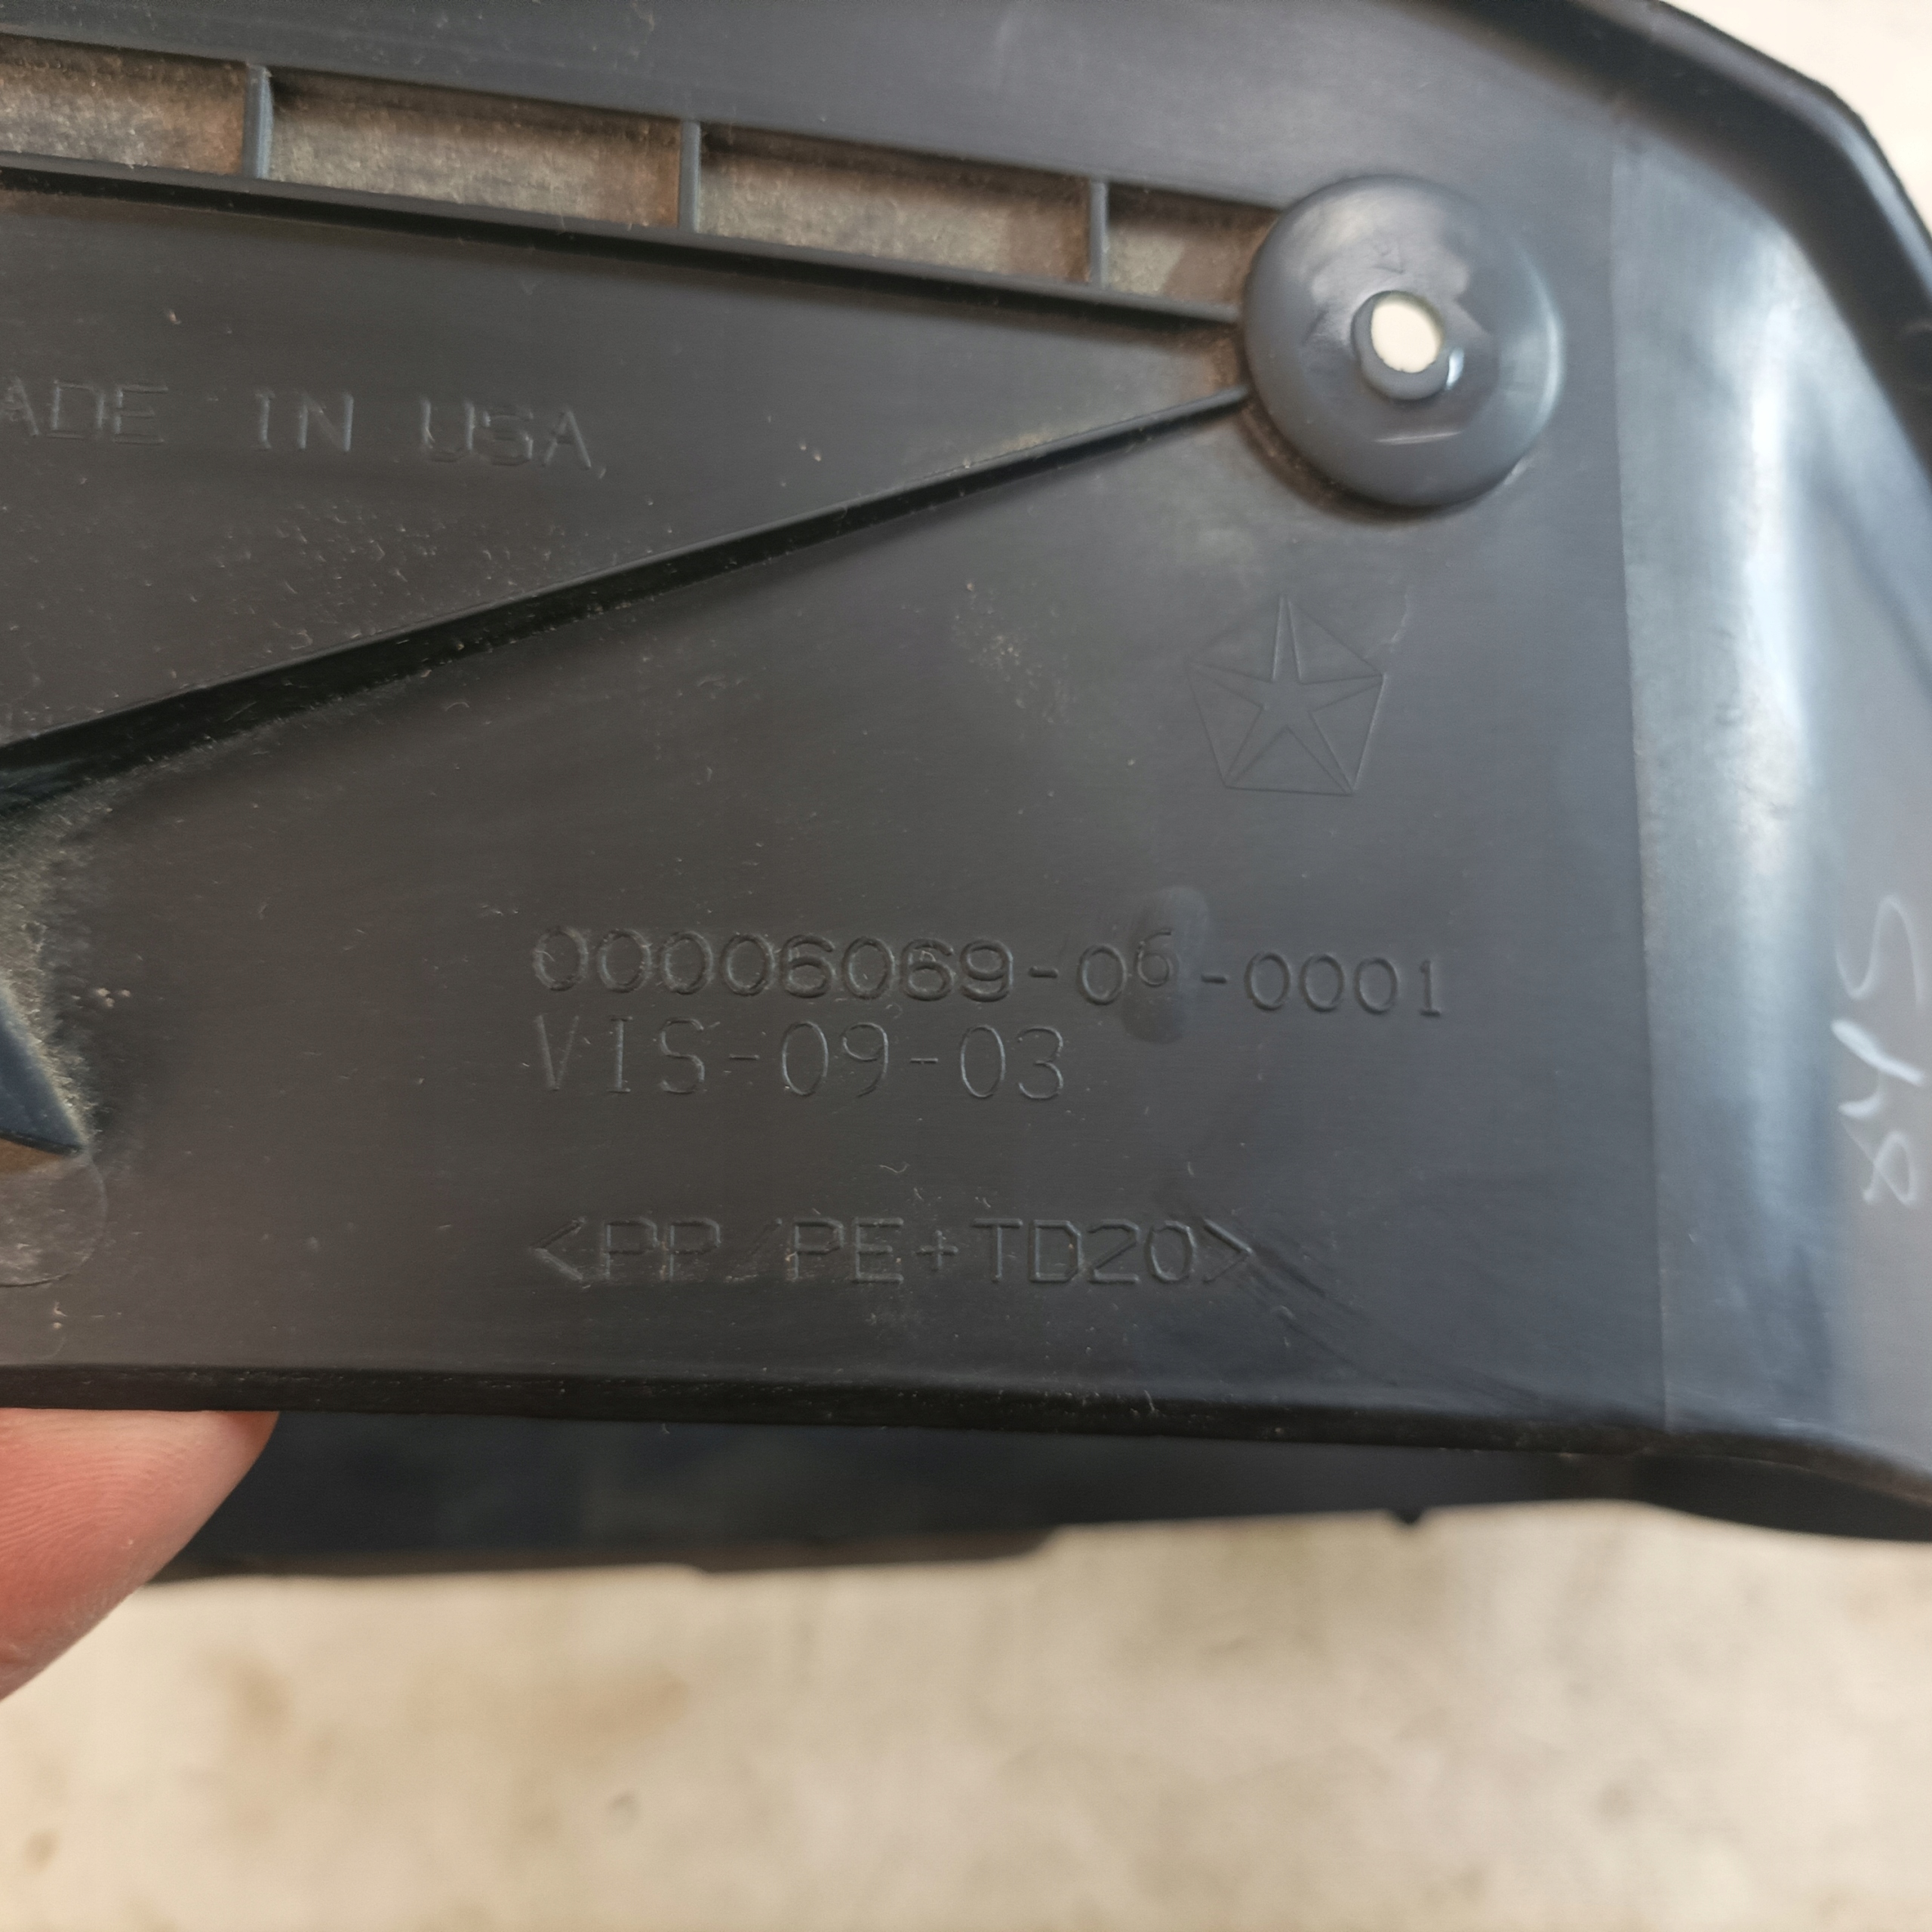 ADE IN USA
00006069-06-0001
VIS-09-03
<PP/PE+TD20>